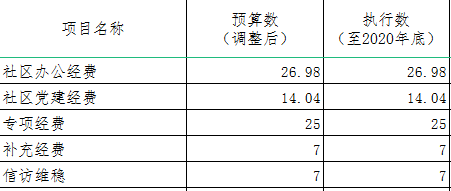 项目名称 预算数 执行数
（调整后） （至2020年底）
社区办公经费 26.98 26.98
社区党建经费 14.04 14.04
专项经费 25 25
补充经费 7 7
信访维稳 7 7